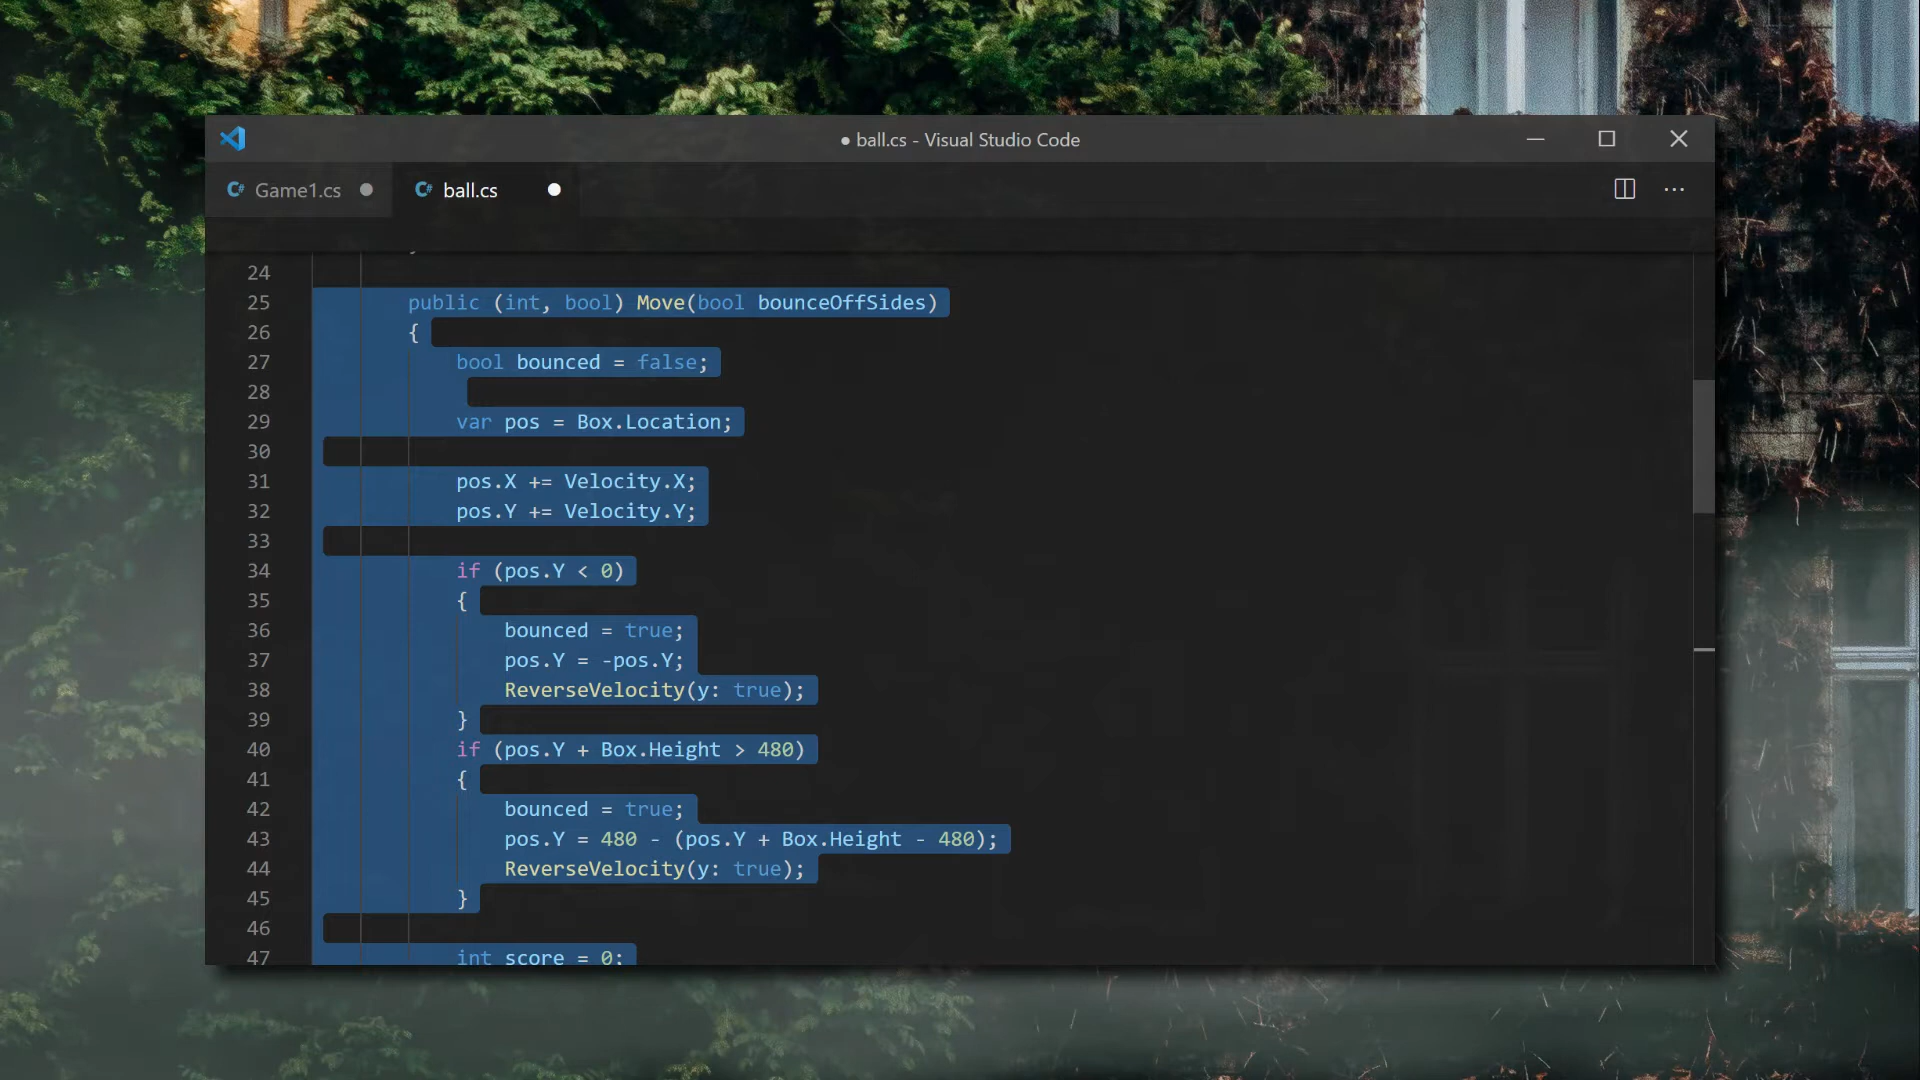 ● ball.cs - Visual Studio Code
Game1.cs ● ball.cs ●
24
25 public (int, bool) Move(bool bounceOffSides)
26 {
27 bool bounced = false;
28
29 var pos = Box.Location;
30
31 pos.X += Velocity.X;
32 pos.Y += Velocity.Y;
33
34 if (pos.Y < 0)
35 {
36 bounced = true;
37 pos.Y = -pos.Y;
38 ReverseVelocity(y: true);
39 }
40 if (pos.Y + Box.Height > 480)
41 {
42 bounced = true;
43 pos.Y = 480 - (pos.Y + Box.Height - 480);
44 ReverseVelocity(y: true);
45 }
46
47 int score = 0;